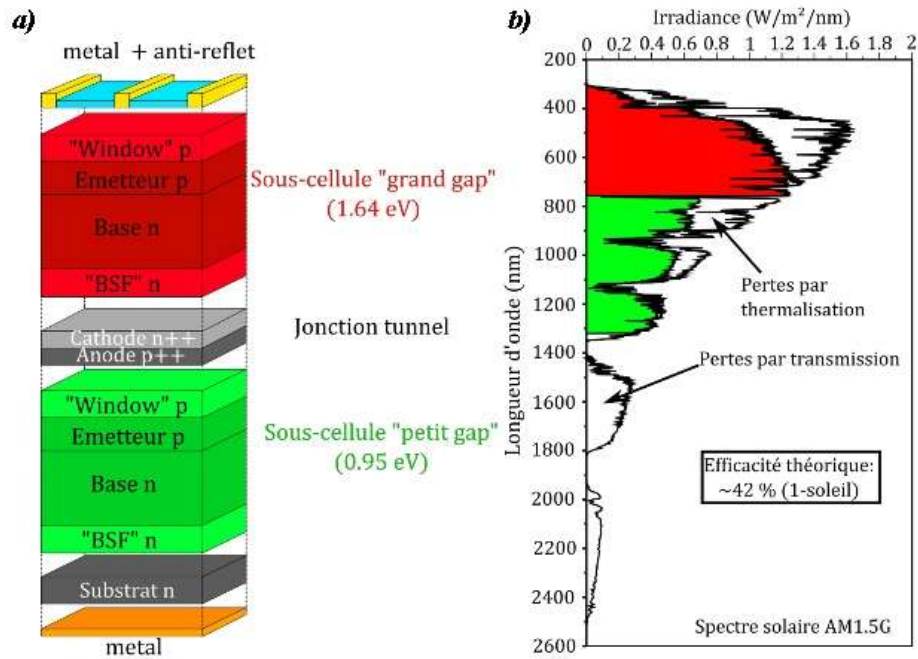 a)
metal + anti-reflet
"Window" p
Emetteur p
Base n
"BSF" n
Sous-cellule "grand gap"
(1.64 eV)
Cathode n++
Anode p++
Jonction tunnel
"Window" p
Emetteur p
Base n
"BSF" n
Sous-cellule "petit gap"
(0.95 eV)
Substrat n
metal
b)
Irradiance (W/m²/nm)
0 0.2 0.4 0.6 0.8 1 1.2 1.4 1.6 1.8 2
Longueur d'onde (nm)
200
400
600
800
1000
1200
1400
1600
1800
2000
2200
2400
2600
Pertes par
thermalisation
Pertes par transmission
Efficacité théorique:
~42 % (1-soleil)
Spectre solaire AM1.5G